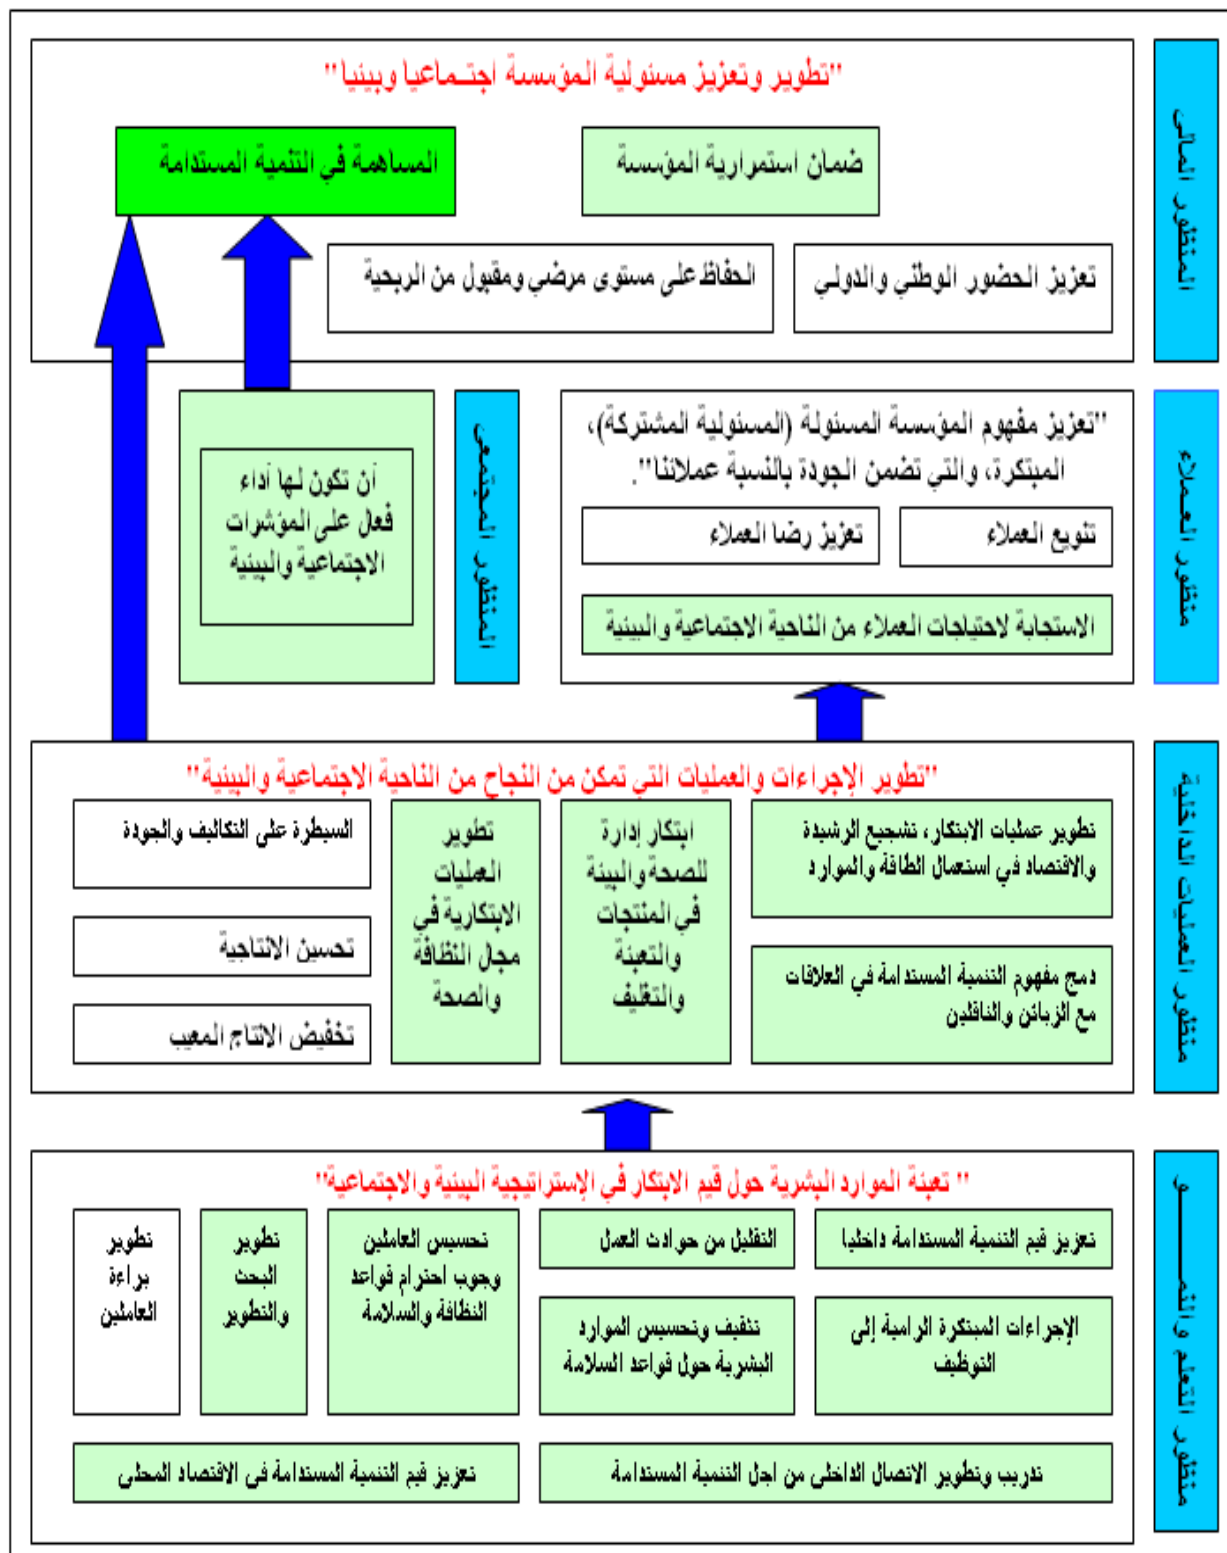 المنظور المالى
"تطوير وتعزيز مسئولية المؤسسة اجتماعيا وبيئيا"
ضمان استمرارية المؤسسة
المساهمة في التنمية المستدامة
تعزيز الحضور الوطني والدولي
الحفاظ على مستوى مرضي ومقبول من الربحية
منظور العملاء
"تعزيز مفهوم المؤسسة المسئولة (المسئولية المشتركة)،
المبتكرة، والتي تضمن الجودة بالنسبة عملائنا".
تنويع العملاء
تعزيز رضا العملاء
الاستجابة لاحتياجات العملاء من الناحية الاجتماعية والبيئية
المنظور المجتمعى
أن تكون لها أداء
فعال على المؤشرات
الاجتماعية والبيئية
منظور العمليات الداخلية
"تطوير الإجراءات والعمليات التي تمكن من النجاح من الناحية الاجتماعية والبيئية"
تطوير عمليات الابتكار، تشجيع الرشيدة
والاقتصاد في استعمال الطاقة والموارد
دمج مفهوم التنمية المستدامة في العلاقات
مع الزبائن والناقلين
ابتكار إدارة
للصحة والبيئة
في المنتجات
والتعبئة
والتغليف
تطوير
العمليات
الابتكارية في
مجال النظافة
والصحة
السيطرة على التكاليف والجودة
تحسين الانتاجية
تخفيض الانتاج المعيب
منظور التعلم والنمـــــــو
" تعبئة الموارد البشرية حول قيم الابتكار في الإستراتيجية البيئية والاجتماعية"
تعزيز قيم التنمية المستدامة داخليا
الإجراءات المبتكرة الرامية إلى
التوظيف
التقليل من حوادث العمل
تثقيف وتحسيس الموارد
البشرية حول قواعد السلامة
تحسيس العاملين
وجوب احترام قواعد
النظافة والسلامة
تطوير
البحث
والتطوير
تطوير
براءة
العاملين
تدريب وتطوير الاتصال الداخلى من اجل التنمية المستدامة
تعزيز قيم التنمية المستدامة فى الاقتصاد المحلى